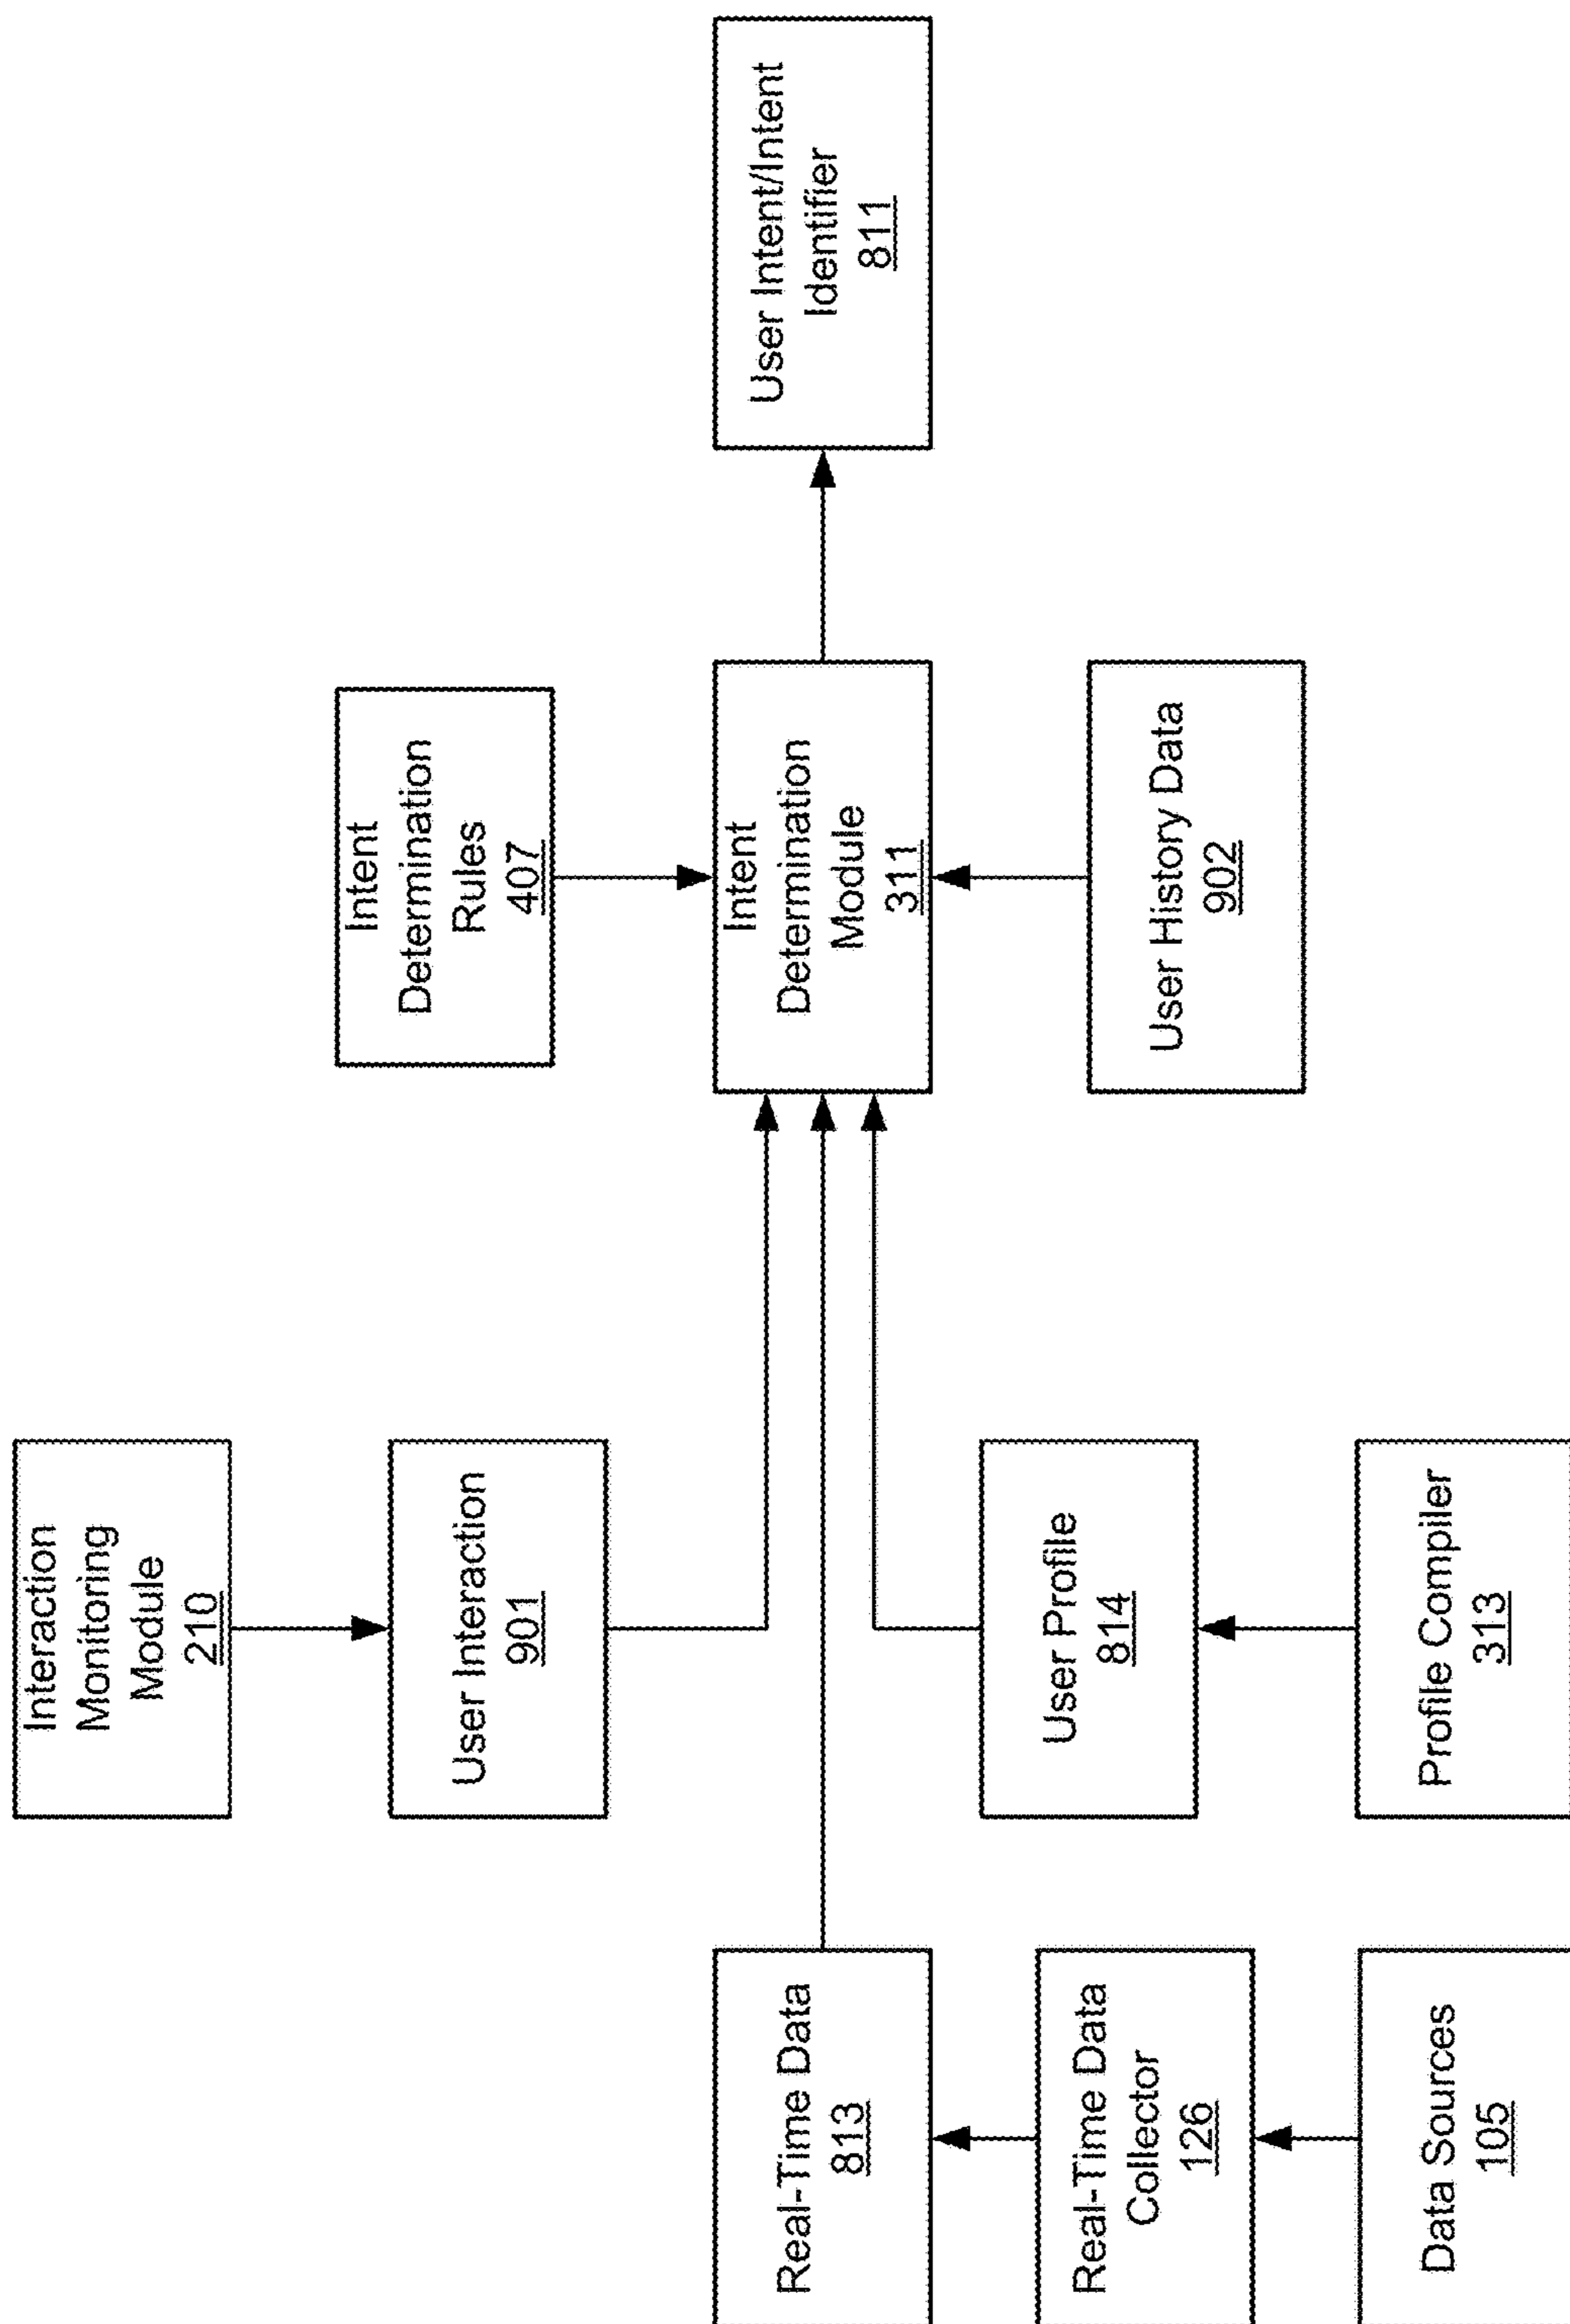 Interaction
Monitoring
Module
210
User Interaction
901
Real-Time Data
813
Real-Time Data
Collector
126
Data Sources
105
User Profile
814
Profile Compiler
313
Intent
Determination
Rules
407
Intent
Determination
Module
311
User History Data
902
User Intent/Intent
Identifier
811